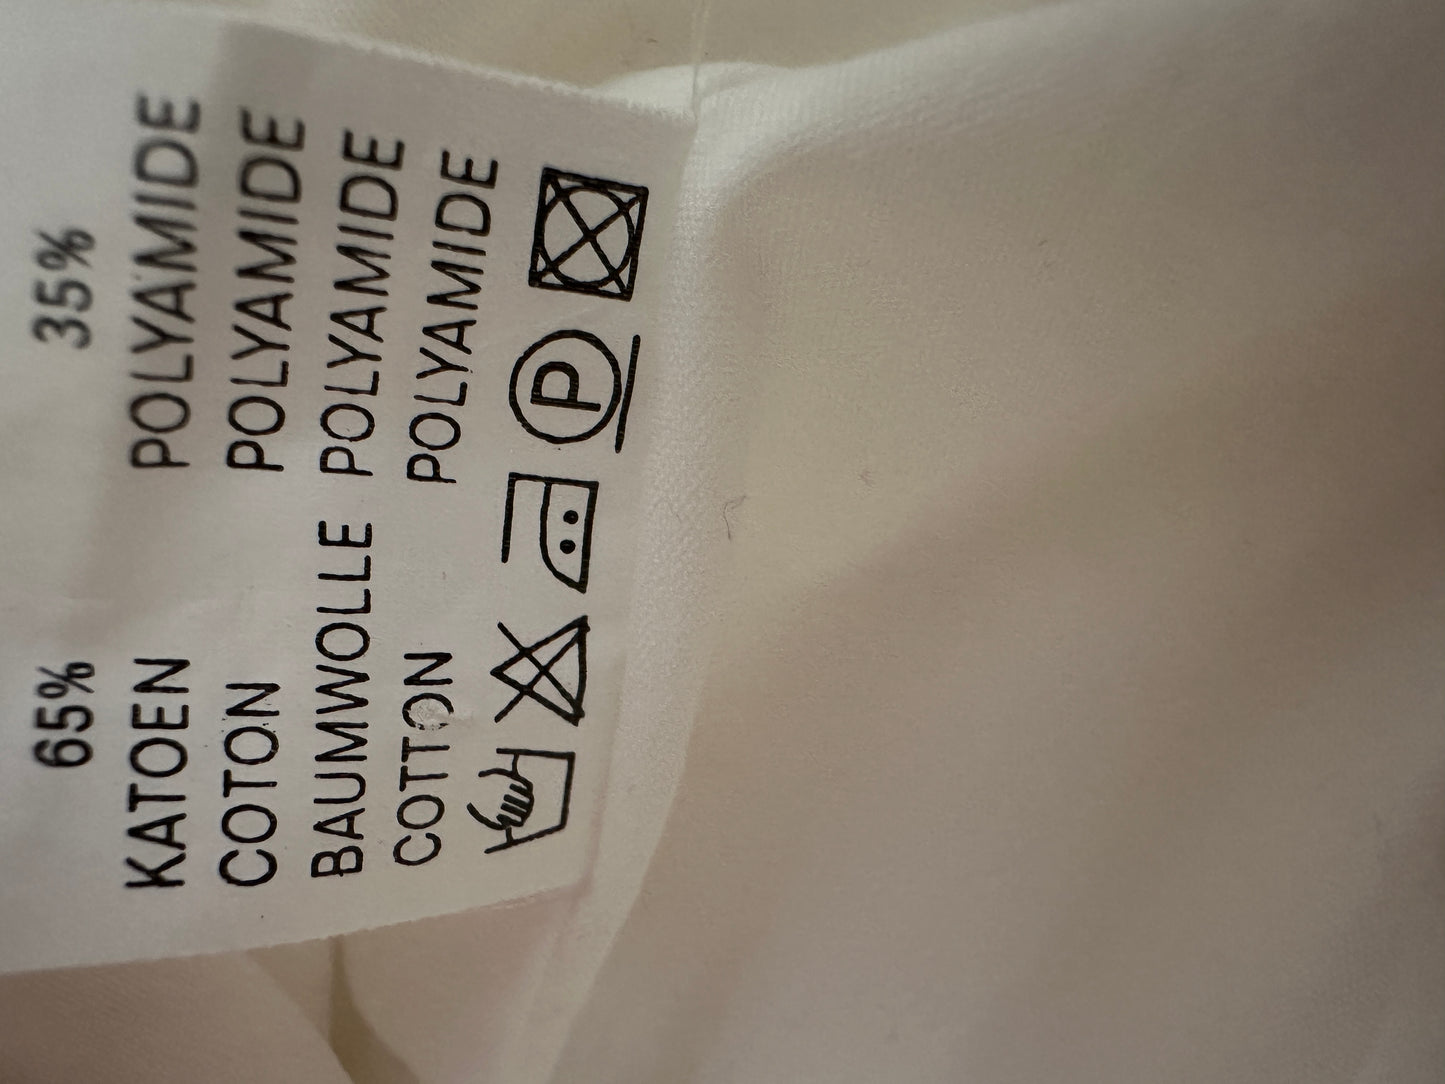 65% 35%
KATOEN POLYAMIDE
COTON POLYAMIDE
BAUMWOLLE POLYAMIDE
COTTON POLYAMIDE
P